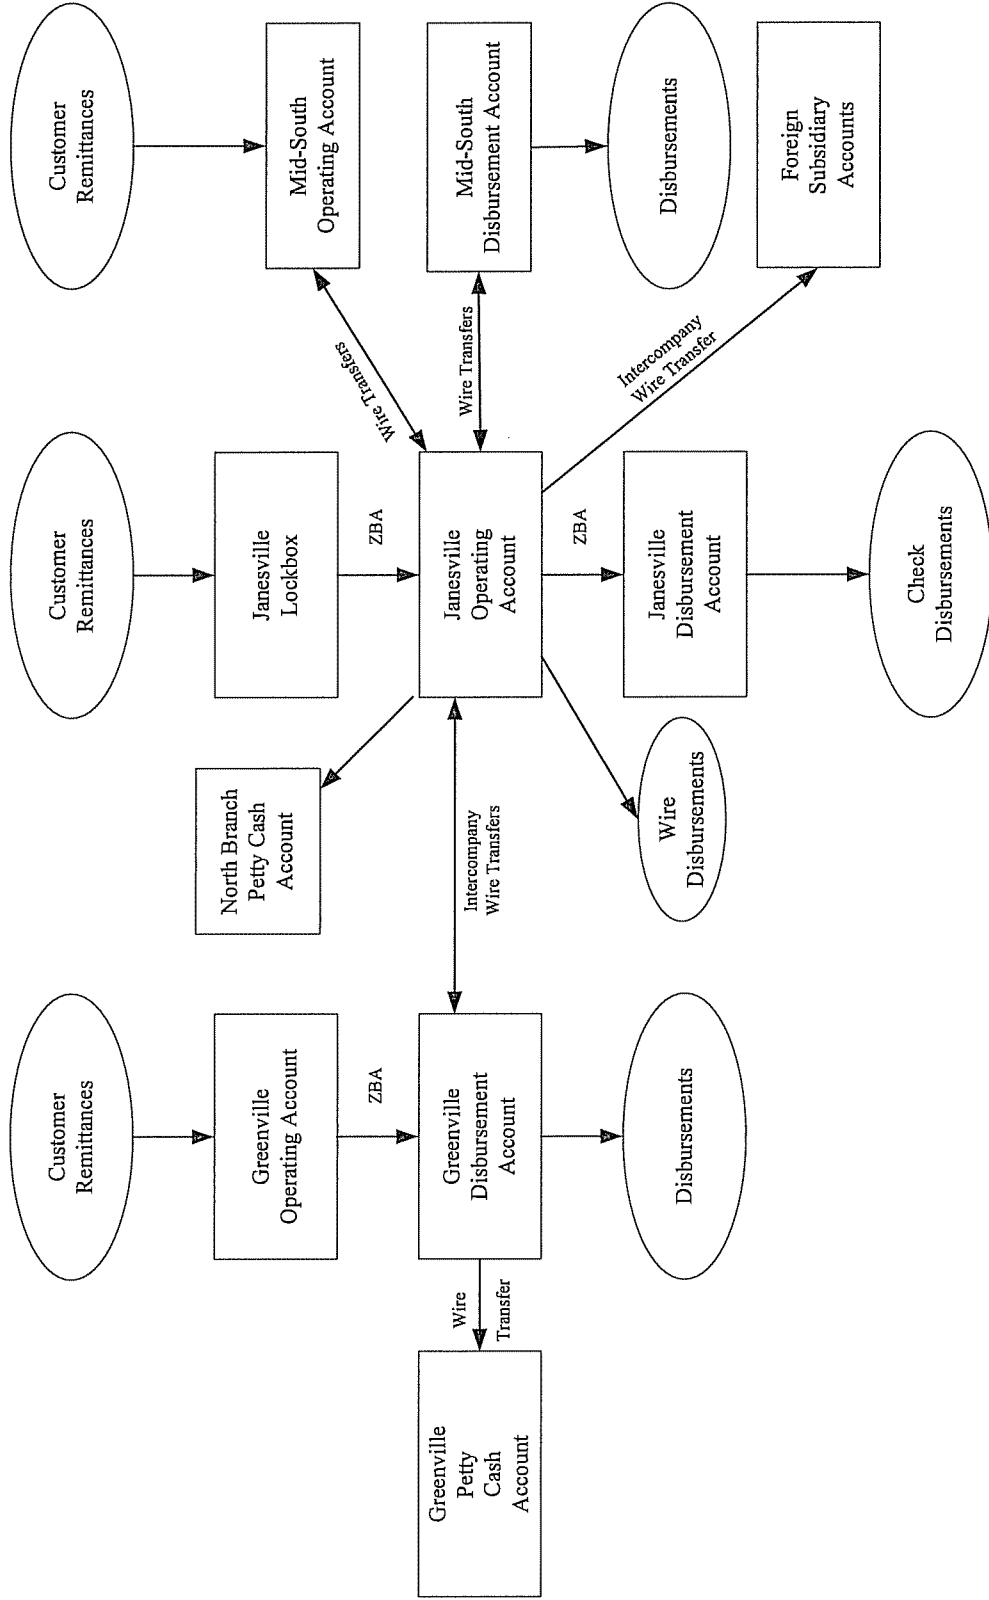 Customer
Remittances
Customer
Remittances
Customer
Remittances
Greenville
Operating Account
North Branch
Petty Cash
Account
Janesville
Lockbox
Mid-South
Operating Account
ZBA
ZBA
Wire Transfers
Greenville
Petty
Cash
Account
Wire
Transfer
Greenville
Disbursement
Account
Intercompany
Wire Transfers
Janesville
Operating
Account
Wire Transfers
Mid-South
Disbursement Account
ZBA
Intercompany
Wire Transfer
Disbursements
Wire
Disbursements
Janesville
Disbursement
Account
Disbursements
Foreign
Subsidiary
Accounts
Check
Disbursements